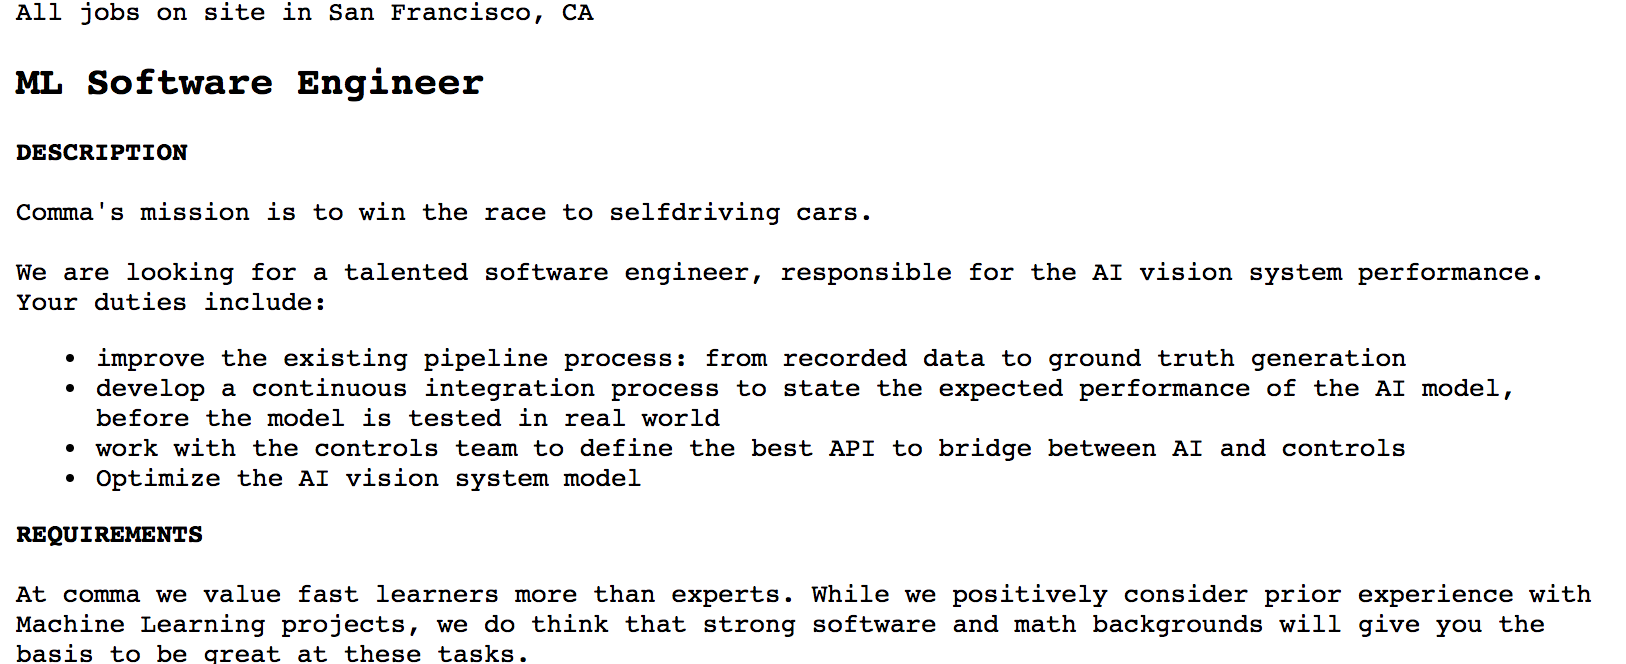 All jobs on site in San Francisco, CA
ML Software Engineer
DESCRIPTION
Comma's mission is to win the race to selfdriving cars.
We are looking for a talented software engineer, responsible for the AI vision system performance.
Your duties include:
• improve the existing pipeline process: from recorded data to ground truth generation
• develop a continuous integration process to state the expected performance of the AI model,
before the model is tested in real world
• work with the controls team to define the best API to bridge between AI and controls
• Optimize the AI vision system model
REQUIREMENTS
At comma we value fast learners more than experts. While we positively consider prior experience with
Machine Learning projects, we do think that strong software and math backgrounds will give you the
basis to be great at these tasks.